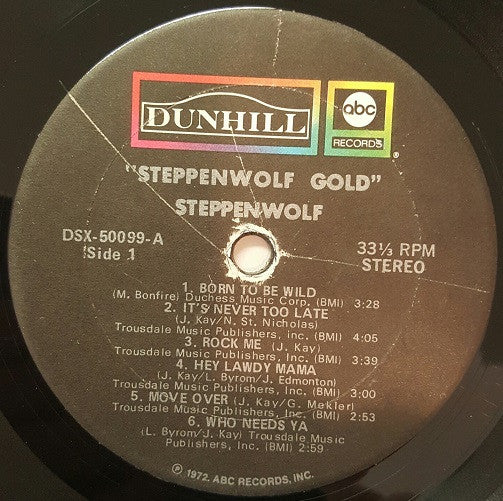 DUNHILL
abc
RECORDS
®
"STEPPENWOLF GOLD"
STEPPENWOLF
DSX-50099-A
Side 1
33⅓ RPM
STEREO
1. BORN TO BE WILD
(M. Bonfire) Duchess Music Corp. (BMI) 3:28
2. IT'S NEVER TOO LATE
(J. Kay/N. St. Nicholas)
Trousdale Music Publishers, Inc. (BMI) 4:05
3. ROCK ME (J. Kay)
Trousdale Music Publishers, inc. (BMI) 3:39
4. HEY LAWDY MAMA
(J. Kay/L. Byrom/J. Edmonton)
Trousdale Music Publishers, Inc. (BMI) 3:00
5. MOVE OVER (J. Kay/G. Mekler)
Trousdale Music Publishers, Inc. (BMI) 2:53
6. WHO NEEDS YA
(L. Byrom/J. Kay) Trousdale Music
Publishers, Inc. (BMI) 2:59
℗ 1972. ABC RECORDS, INC.